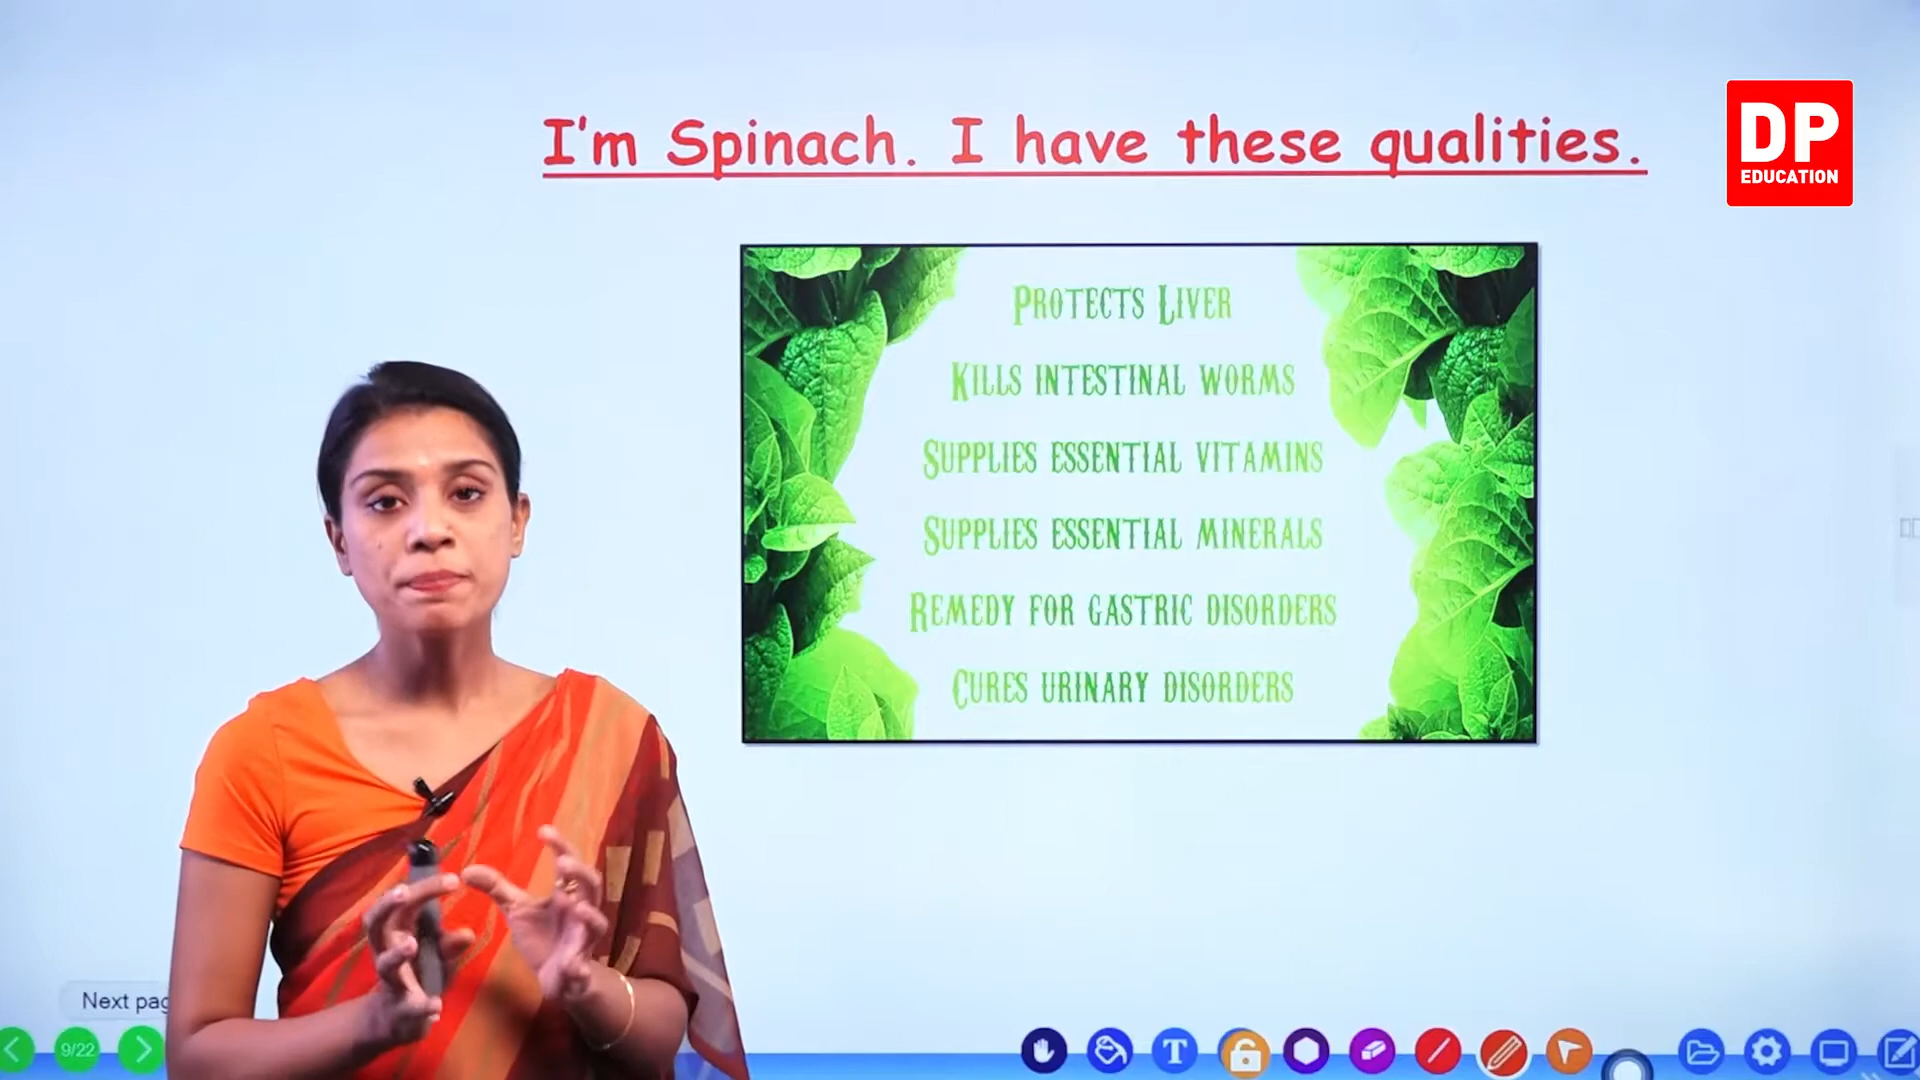 I'm Spinach. I have these qualities.
DP
EDUCATION
PROTECTS LIVER
KILLS INTESTINAL WORMS
SUPPLIES ESSENTIAL VITAMINS
SUPPLIES ESSENTIAL MINERALS
REMEDY FOR GASTRIC DISORDERS
CURES URINARY DISORDERS
Next pag
9/22
T